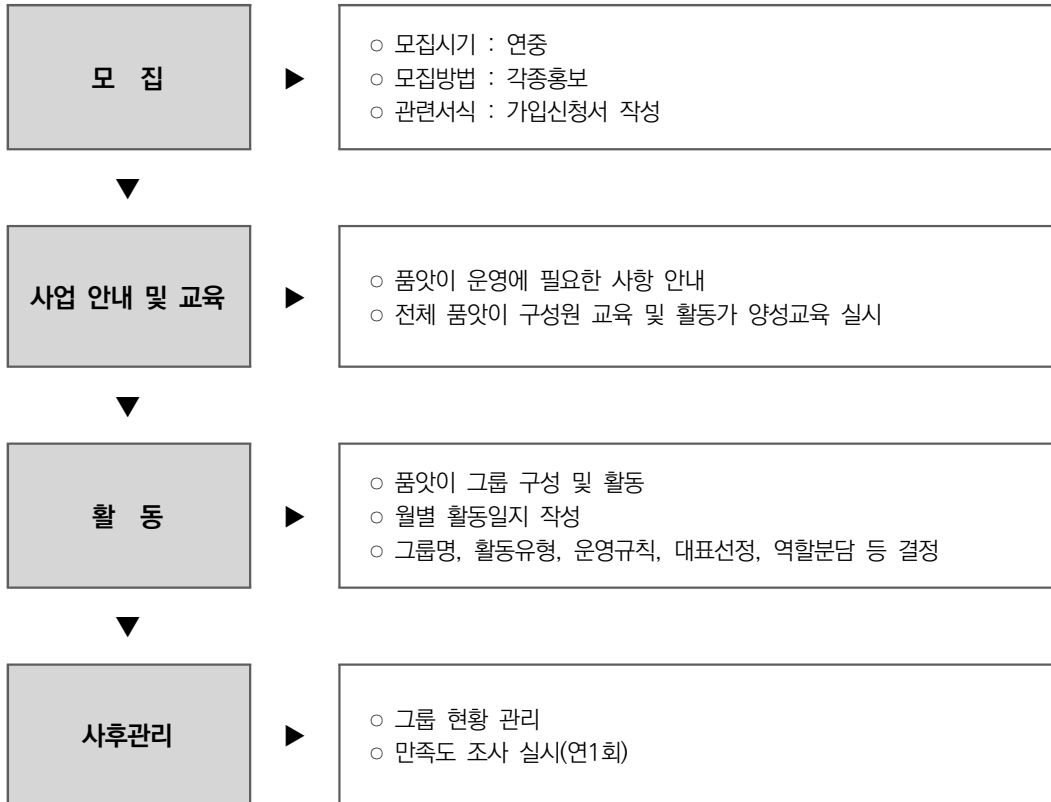 모 집
▶
○ 모집시기 : 연중
○ 모집방법 : 각종홍보
○ 관련서식 : 가입신청서 작성
▼
사업 안내 및 교육
▶
○ 품앗이 운영에 필요한 사항 안내
○ 전체 품앗이 구성원 교육 및 활동가 양성교육 실시
▼
활 동
▶
○ 품앗이 그룹 구성 및 활동
○ 월별 활동일지 작성
○ 그룹명, 활동유형, 운영규칙, 대표선정, 역할분담 등 결정
▼
사후관리
▶
○ 그룹 현황 관리
○ 만족도 조사 실시(연1회)